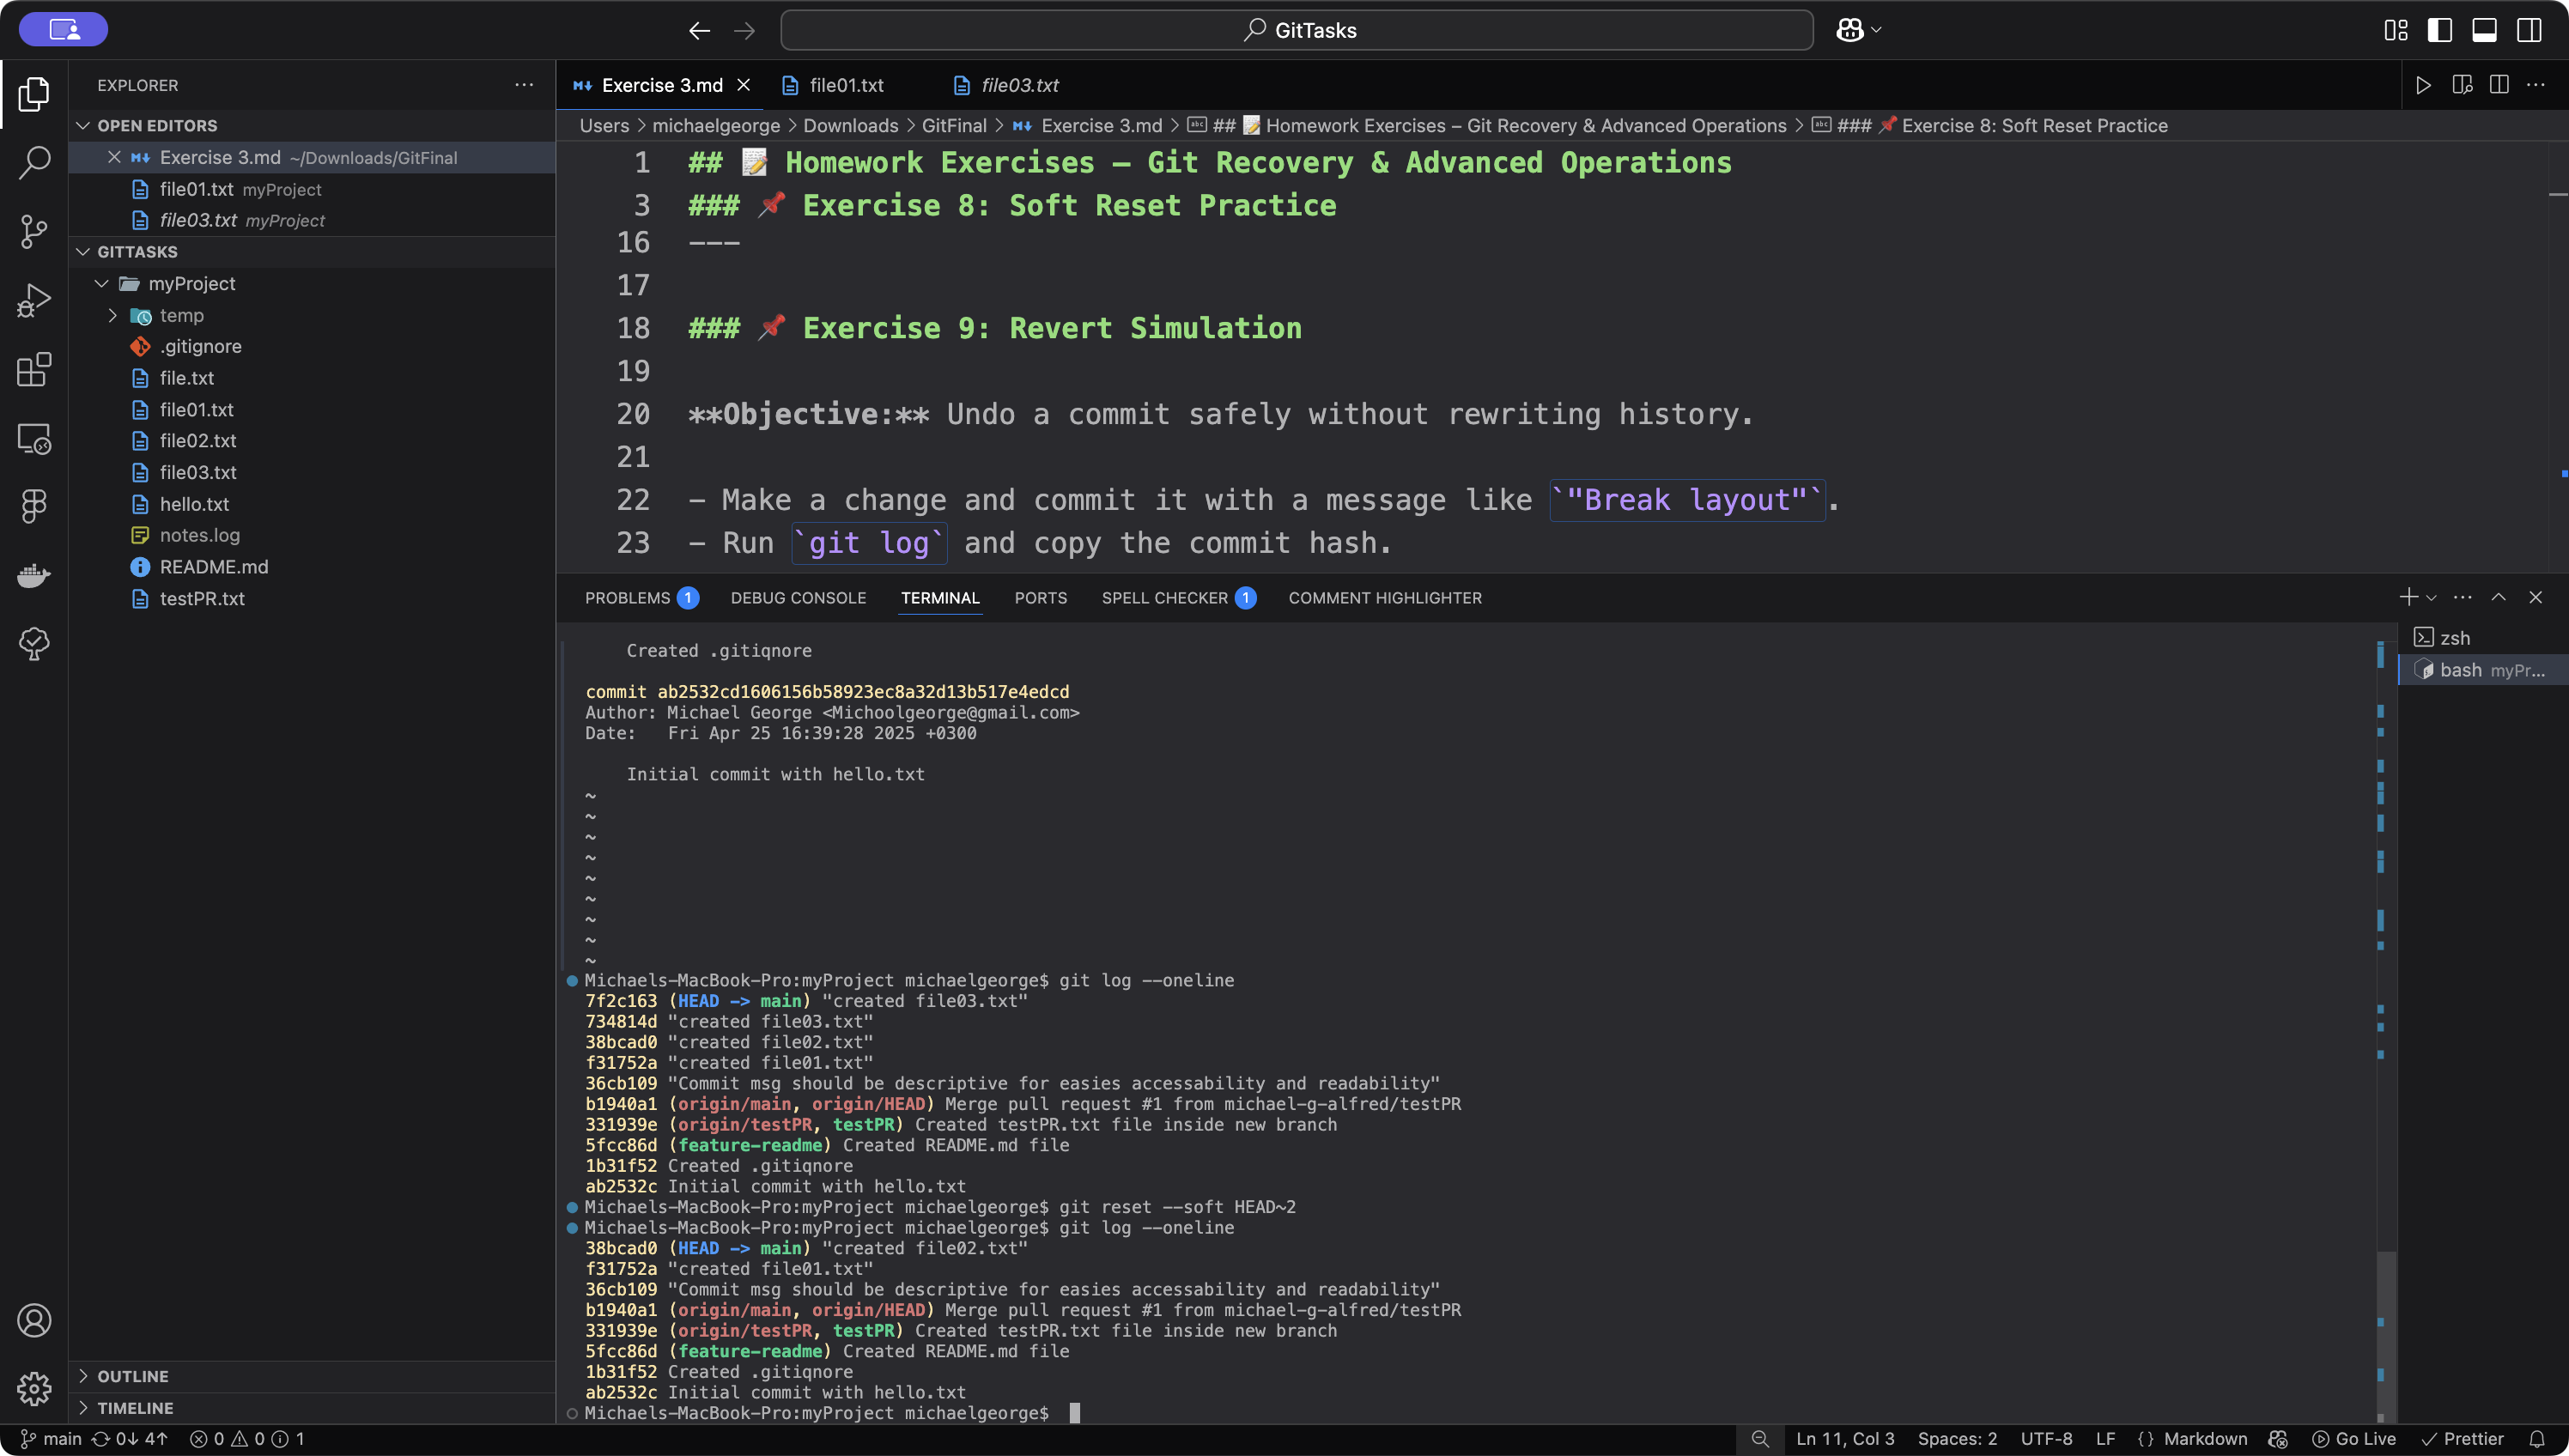 GitTasks
EXPLORER
OPEN EDITORS
Exercise 3.md ~/Downloads/GitFinal
file01.txt myProject
file03.txt myProject
GITTASKS
myProject
temp
.gitignore
file.txt
file01.txt
file02.txt
file03.txt
hello.txt
notes.log
README.md
testPR.txt
OUTLINE
TIMELINE
Exercise 3.md file01.txt file03.txt
Users > michaelgeorge > Downloads > GitFinal > Exercise 3.md > ## 📝 Homework Exercises – Git Recovery & Advanced Operations > ### 📌 Exercise 8: Soft Reset Practice
1 ## 📝 Homework Exercises – Git Recovery & Advanced Operations
3 ### 📌 Exercise 8: Soft Reset Practice
16 ---
17
18 ### 📌 Exercise 9: Revert Simulation
19
20 **Objective:** Undo a commit safely without rewriting history.
21
22 - Make a change and commit it with a message like `"Break layout"`.
23 - Run `git log` and copy the commit hash.
PROBLEMS 1 DEBUG CONSOLE TERMINAL PORTS SPELL CHECKER 1 COMMENT HIGHLIGHTER
zsh
bash myPr...
Created .gitiqnore
commit ab2532cd1606156b58923ec8a32d13b517e4edcd
Author: Michael George <Michoolgeorge@gmail.com>
Date: Fri Apr 25 16:39:28 2025 +0300
Initial commit with hello.txt
~
~
~
~
~
~
~
~
~
Michaels-MacBook-Pro:myProject michaelgeorge$ git log --oneline
7f2c163 (HEAD -> main) "created file03.txt"
734814d "created file03.txt"
38bcad0 "created file02.txt"
f31752a "created file01.txt"
36cb109 "Commit msg should be descriptive for easies accessability and readability"
b1940a1 (origin/main, origin/HEAD) Merge pull request #1 from michael-g-alfred/testPR
331939e (origin/testPR, testPR) Created testPR.txt file inside new branch
5fcc86d (feature-readme) Created README.md file
1b31f52 Created .gitiqnore
ab2532c Initial commit with hello.txt
Michaels-MacBook-Pro:myProject michaelgeorge$ git reset --soft HEAD~2
Michaels-MacBook-Pro:myProject michaelgeorge$ git log --oneline
38bcad0 (HEAD -> main) "created file02.txt"
f31752a "created file01.txt"
36cb109 "Commit msg should be descriptive for easies accessability and readability"
b1940a1 (origin/main, origin/HEAD) Merge pull request #1 from michael-g-alfred/testPR
331939e (origin/testPR, testPR) Created testPR.txt file inside new branch
5fcc86d (feature-readme) Created README.md file
1b31f52 Created .gitiqnore
ab2532c Initial commit with hello.txt
Michaels-MacBook-Pro:myProject michaelgeorge$
main 0↓ 4↑ 0 0 1 Ln 11, Col 3 Spaces: 2 UTF-8 LF {} Markdown Go Live Prettier